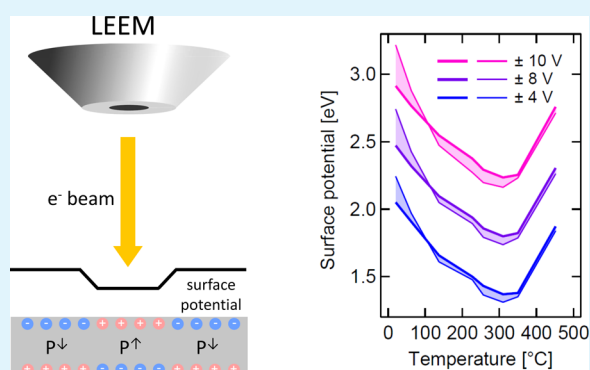 LEEM
e⁻ beam
surface
potential
- - - - + + + + - - - -
P↓ P↑ P↓
+ + + + - - - - + + + +
Surface potential [eV]
3.0
2.5
2.0
1.5
± 10 V
± 8 V
± 4 V
0 100 200 300 400 500
Temperature [°C]